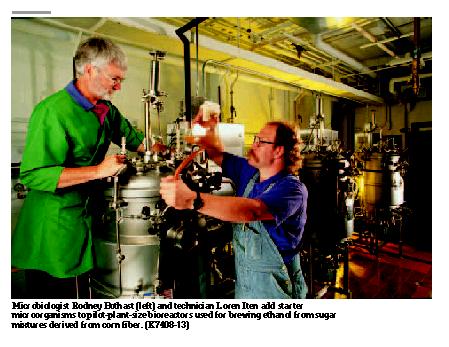 Microbiologist Rodney Bothast (left) and technician Loren Iten add starter
microorganisms to pilot-plant-size bioreactors used for brewing ethanol from sugar
mixtures derived from corn fiber. (K7408-13)